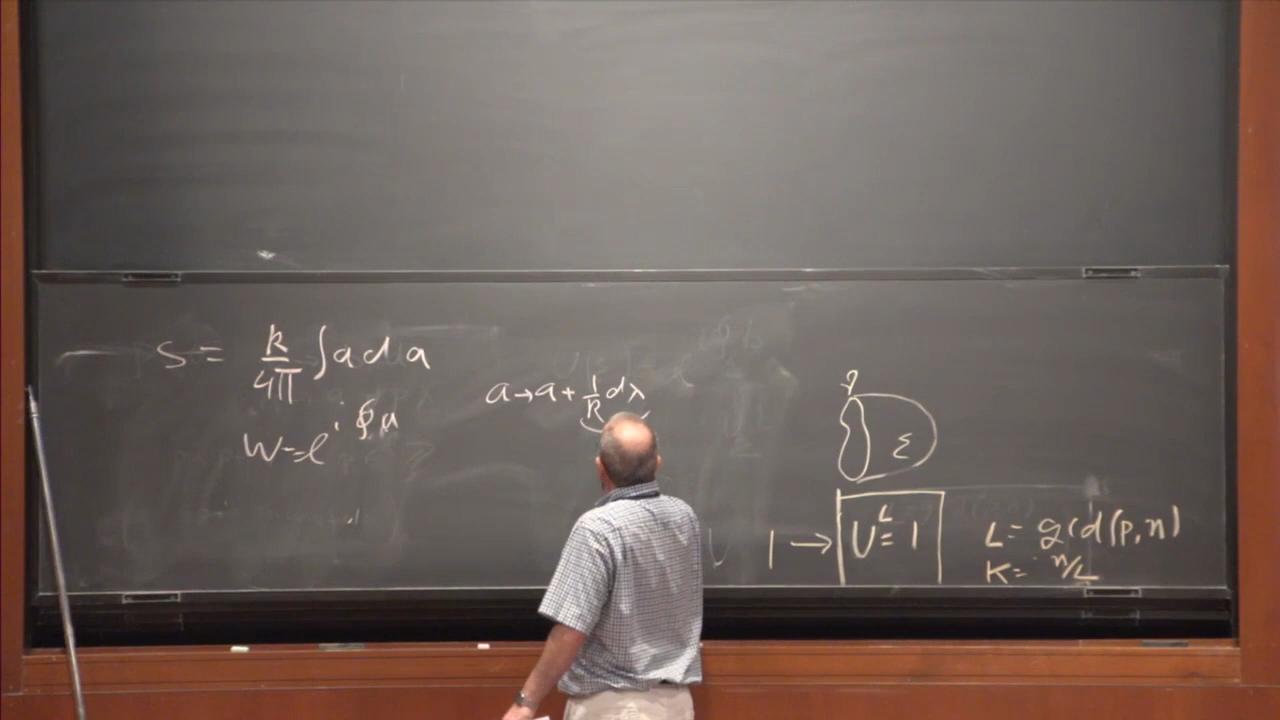 S = k/4π ∫ a d a
a → a + 1/k dλ
W = e^{i ∮ a}
γ
Σ
1 → U^L = 1
L = gcd(p,n)
K = n/L